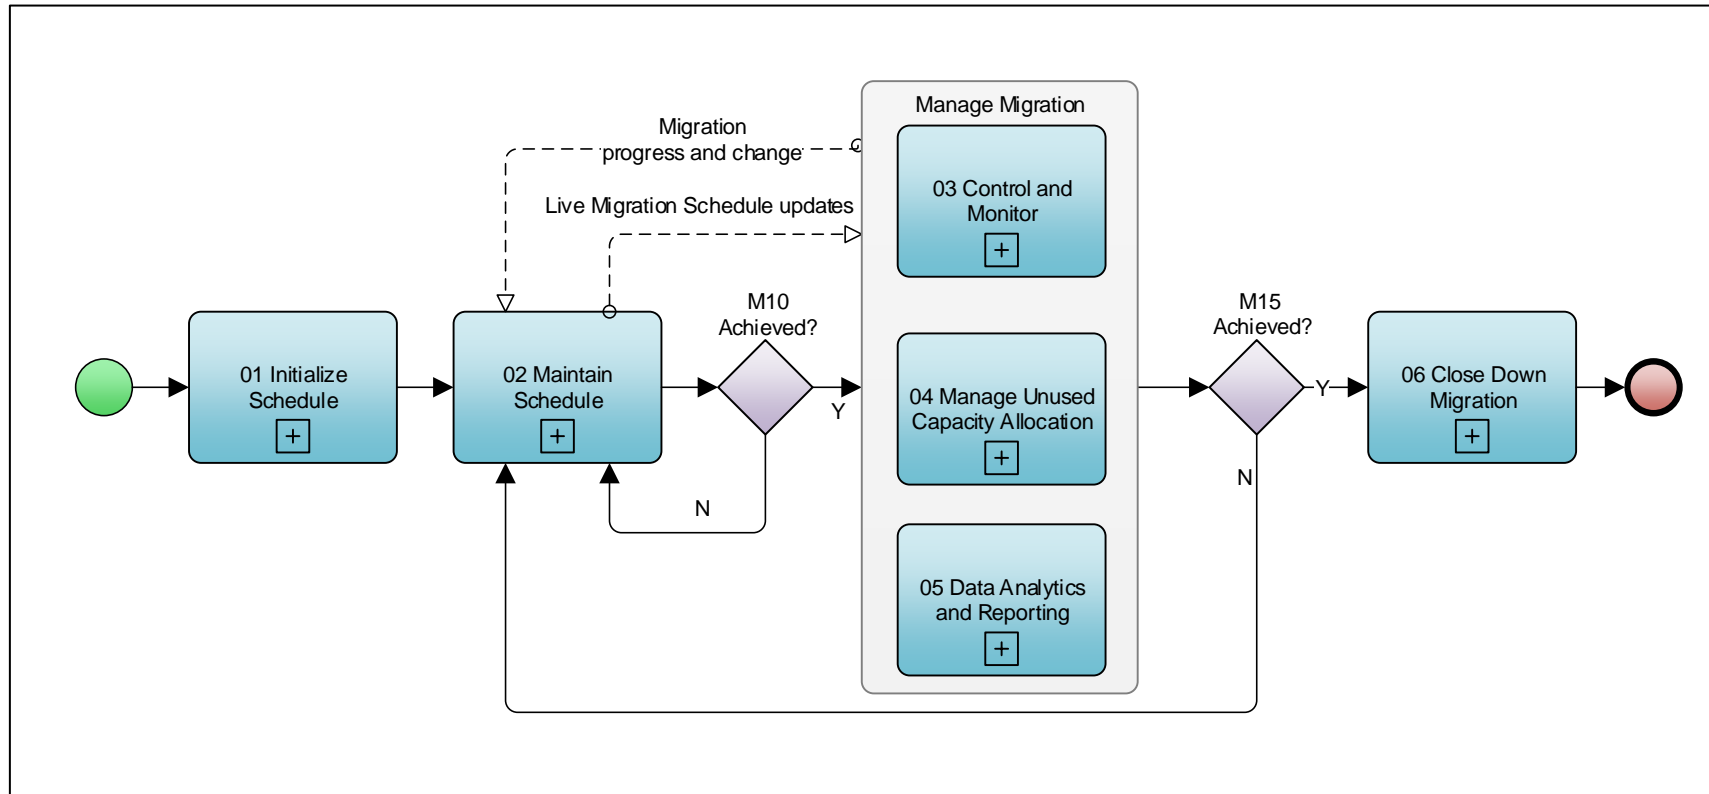 Manage Migration
Migration
progress and change
03 Control and
Monitor
Live Migration Schedule updates
M10
Achieved?
M15
Achieved?
01 Initialize
Schedule
02 Maintain
Schedule
Y
04 Manage Unused
Capacity Allocation
Y
06 Close Down
Migration
N
N
05 Data Analytics
and Reporting